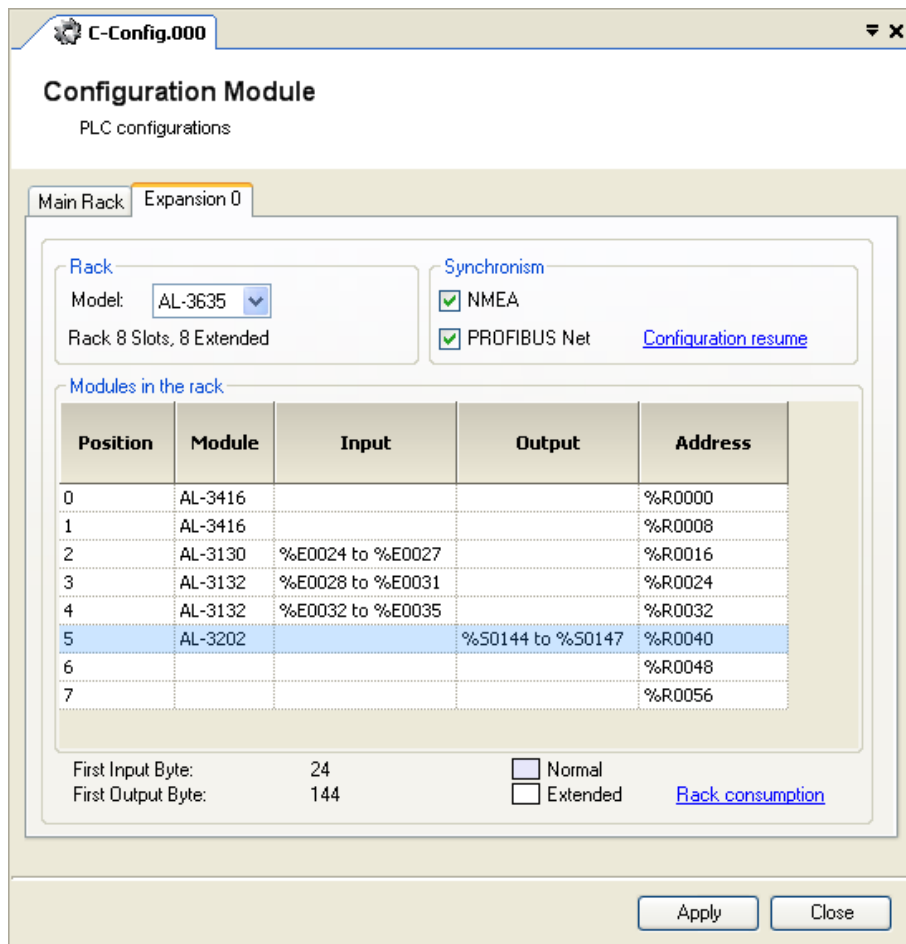 C-Config.000
Configuration Module
PLC configurations
Main Rack Expansion 0
Rack
Model: AL-3635
Rack 8 Slots, 8 Extended
Synchronism
NMEA
PROFIBUS Net Configuration resume
Modules in the rack
Position Module Input Output Address
0 AL-3416 %R0000
1 AL-3416 %R0008
2 AL-3130 %E0024 to %E0027 %R0016
3 AL-3132 %E0028 to %E0031 %R0024
4 AL-3132 %E0032 to %E0035 %R0032
5 AL-3202 %S0144 to %S0147 %R0040
6 %R0048
7 %R0056
First Input Byte: 24 Normal
First Output Byte: 144 Extended Rack consumption
Apply Close